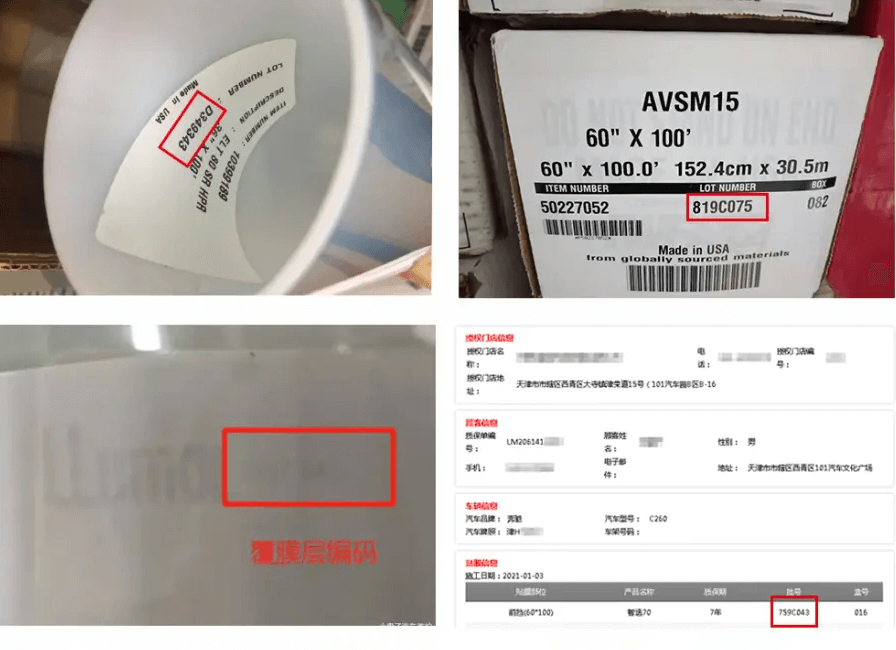 LOT NUMBER : D349343
Made in USA
DESCRIPTION : ELT 80 SR HPR
36" X 100'
ITEM NUMBER : 10399189
AVSM15
60" X 100'
60" X 100.0' 152.4cm x 30.5m
ITEM NUMBER LOT NUMBER BOX
50227052 819C075 082
Made in USA
from globally sourced materials
覆膜层编码
授权门店信息
授权门店名称：
电话：
授权门店编号：
授权门店地址：
天津市市辖区西青区大寺镇津荣道15号（101汽车园B区B-16
顾客信息
质保单编号： LM206141
顾客姓名：
性别： 男
手机：
电子邮件：
地址： 天津市市辖区西青区101汽车文化广场
车辆信息
汽车品牌： 奔驰 汽车型号： C260
汽车牌照： 津H 车架号码：
贴膜信息
施工日期：2021-01-03
贴膜部位 产品名称 质保期 批号 盒号
前挡(60*100) 智选70 7年 759C043 016